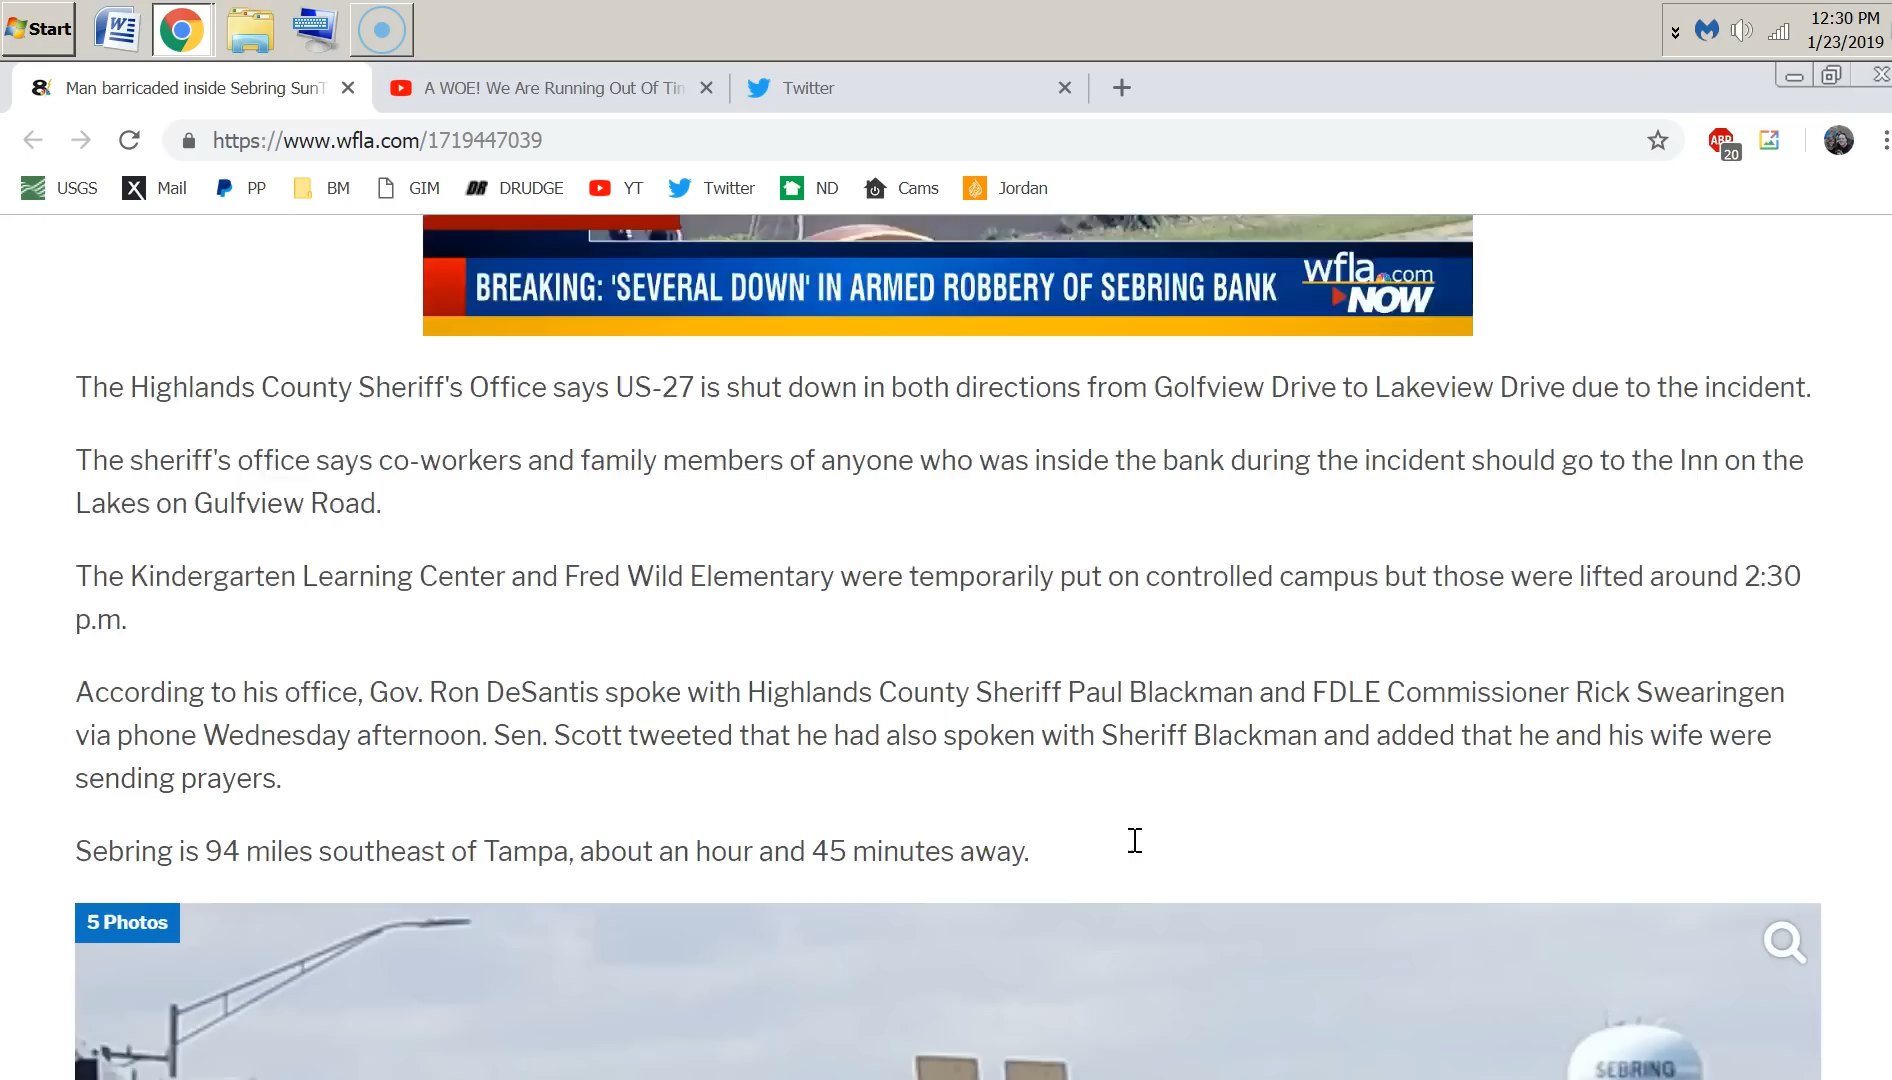 Start
12:30 PM
1/23/2019
Man barricaded inside Sebring SunT
A WOE! We Are Running Out Of Tim
Twitter
https://www.wfla.com/1719447039
ABP
20
USGS
X Mail
PP
BM
GIM
DR DRUDGE
YT
Twitter
ND
Cams
Jordan
BREAKING: 'SEVERAL DOWN' IN ARMED ROBBERY OF SEBRING BANK
wfla.com
NOW
The Highlands County Sheriff's Office says US-27 is shut down in both directions from Golfview Drive to Lakeview Drive due to the incident.
The sheriff's office says co-workers and family members of anyone who was inside the bank during the incident should go to the Inn on the
Lakes on Gulfview Road.
The Kindergarten Learning Center and Fred Wild Elementary were temporarily put on controlled campus but those were lifted around 2:30
p.m.
According to his office, Gov. Ron DeSantis spoke with Highlands County Sheriff Paul Blackman and FDLE Commissioner Rick Swearingen
via phone Wednesday afternoon. Sen. Scott tweeted that he had also spoken with Sheriff Blackman and added that he and his wife were
sending prayers.
Sebring is 94 miles southeast of Tampa, about an hour and 45 minutes away.
5 Photos
SEBRING